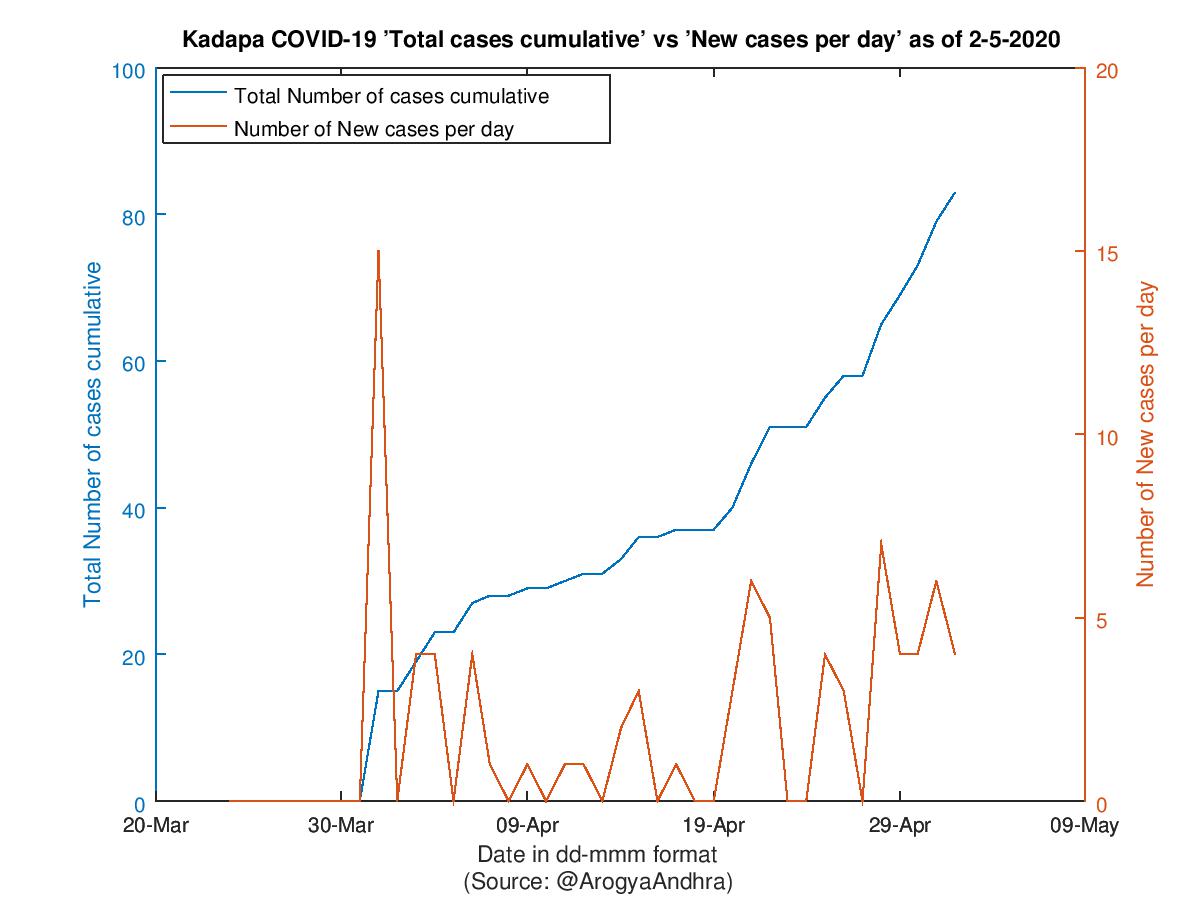 Kadapa COVID-19 ’Total cases cumulative’ vs ’New cases per day’ as of 2-5-2020
Total Number of cases cumulative
Number of New cases per day
100
80
60
40
20
0
Total Number of cases cumulative
20
15
10
5
0
Number of New cases per day
20-Mar 30-Mar 09-Apr 19-Apr 29-Apr 09-May
Date in dd-mmm format
(Source: @ArogyaAndhra)